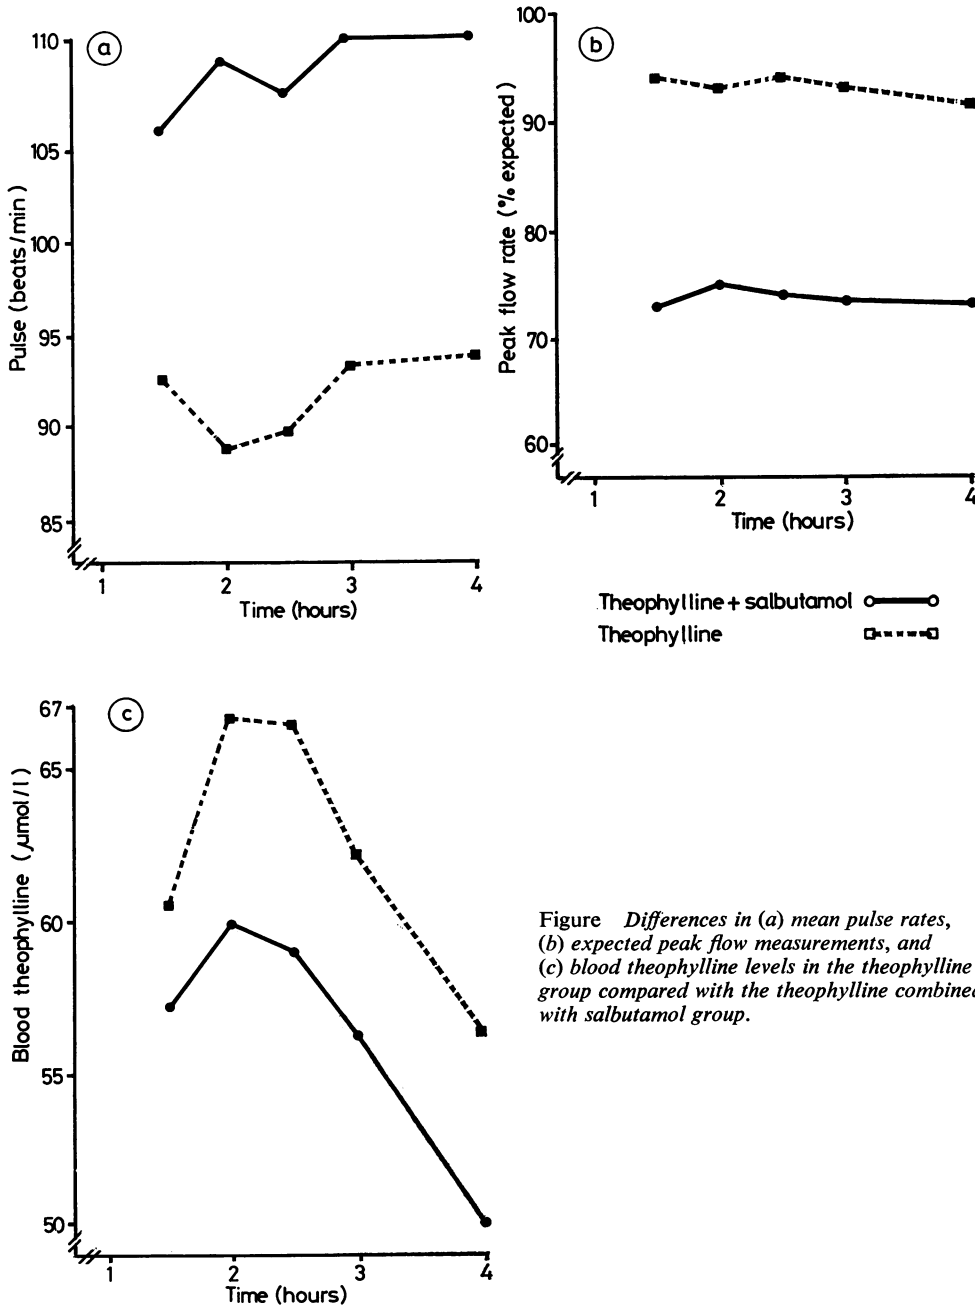 a
110
105
100
95
90
85
Pulse (beats/min)
1 2 3 4
Time (hours)
b
100
90
80
70
60
Peak flow rate (% expected)
1 2 3 4
Time (hours)
Theophylline + salbutamol
Theophylline
c
67
65
60
55
50
Blood theophylline (μmol/l)
1 2 3 4
Time (hours)
Figure Differences in (a) mean pulse rates,
(b) expected peak flow measurements, and
(c) blood theophylline levels in the theophylline
group compared with the theophylline combined
with salbutamol group.